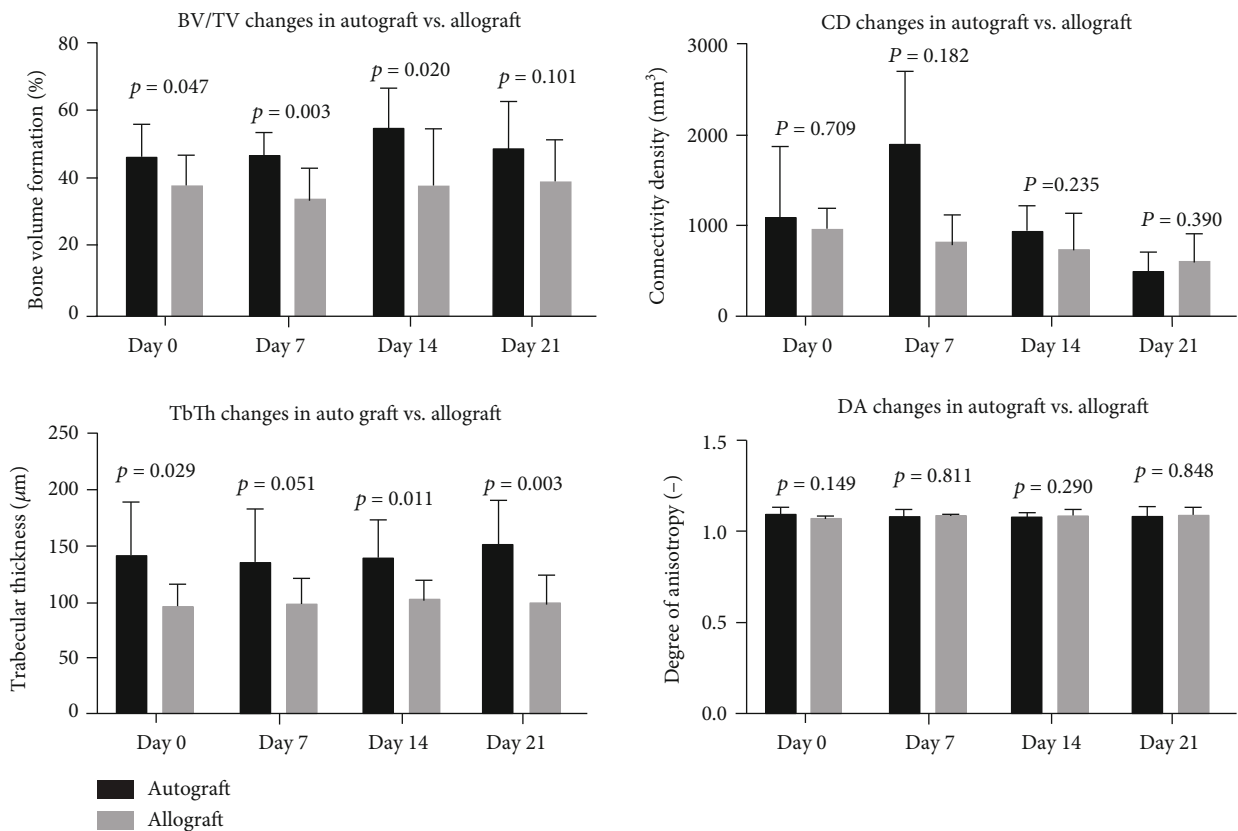 BV/TV changes in autograft vs. allograft
Bone volume formation (%)
80
60
40
20
0
p = 0.047
p = 0.003
p = 0.020
p = 0.101
Day 0
Day 7
Day 14
Day 21
CD changes in autograft vs. allograft
Connectivity density (mm³)
3000
2000
1000
0
P = 0.709
P = 0.182
P =0.235
P = 0.390
Day 0
Day 7
Day 14
Day 21
TbTh changes in auto graft vs. allograft
Trabecular thickness (μm)
250
200
150
100
50
0
p = 0.029
p = 0.051
p = 0.011
p = 0.003
Day 0
Day 7
Day 14
Day 21
DA changes in autograft vs. allograft
Degree of anisotropy (–)
1.5
1.0
0.5
0.0
p = 0.149
p = 0.811
p = 0.290
p = 0.848
Day 0
Day 7
Day 14
Day 21
Autograft
Allograft